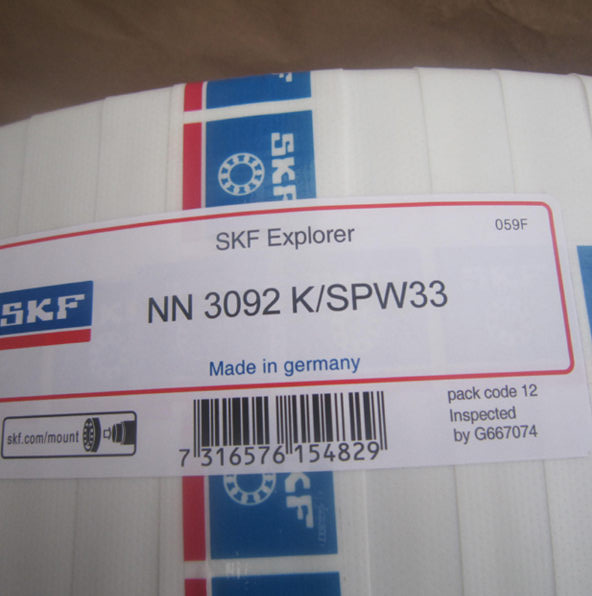 SKF
SKF Explorer
059F
SKF
NN 3092 K/SPW33
Made in germany
skf.com/mount
7 316576 154829
pack code 12
Inspected
by G667074
SKF